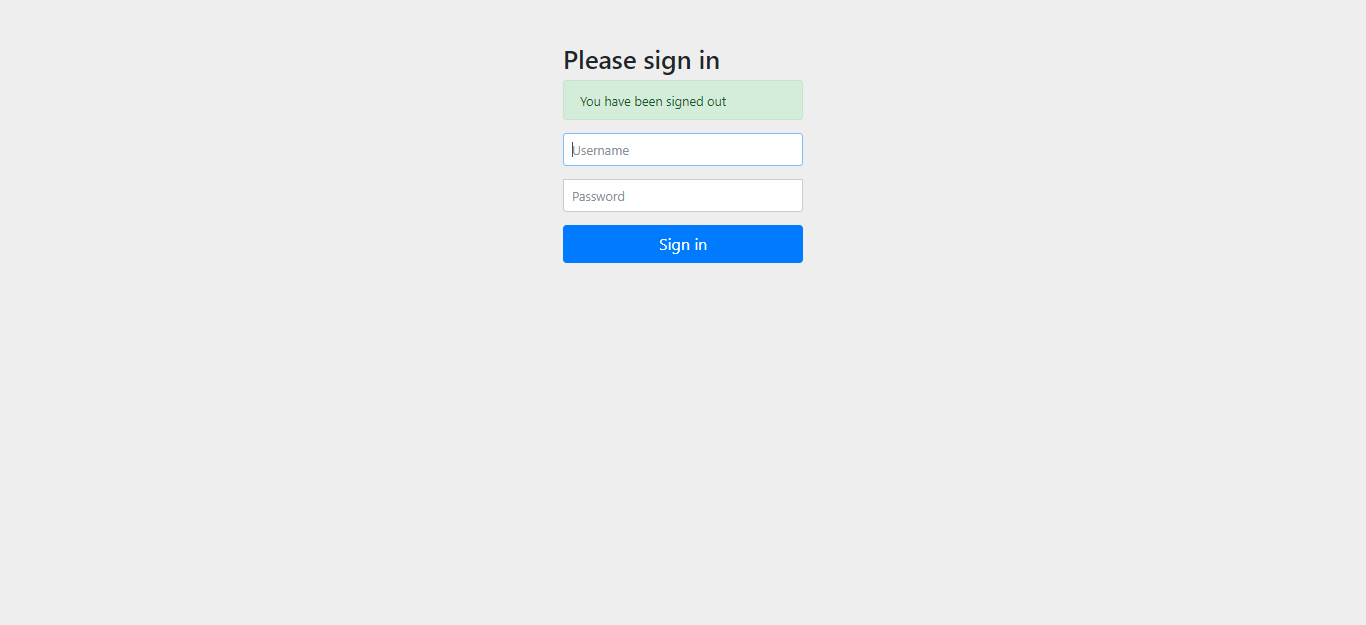 Please sign in
You have been signed out
Username
Password
Sign in